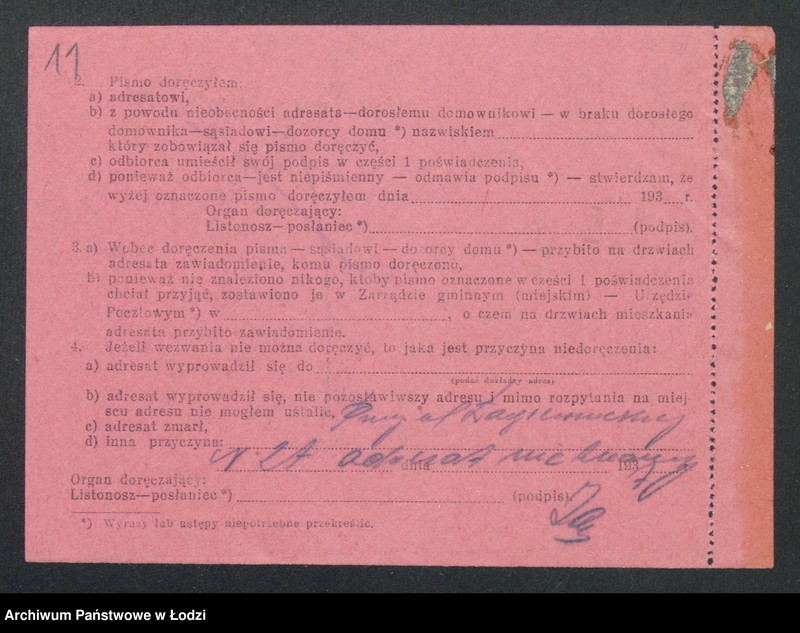 11
2. Pismo doręczyłem:
a) adresatowi,
b) z powodu nieobecności adresata—dorosłemu domownikowi — w braku dorosłego
domownika—sąsiadowi—dozorcy domu *) nazwiskiem
który zobowiązał się pismo doręczyć,
c) odbiorca umieścił swój podpis w części 1 poświadczenia,
d) ponieważ odbiorca—jest niepiśmienny — odmawia podpisu *) — stwierdzam, że
wyżej oznaczone pismo doręczyłem dnia 193 r.
Organ doręczający:
Listonosz—posłaniec *) (podpis).
3. a) Wobec doręczenia pisma — sąsiadowi — dozorcy domu *) — przybito na drzwiach
adresata zawiadomienie, komu pismo doręczono,
b) ponieważ nie znaleziono nikogo, ktoby pismo oznaczone w części 1 poświadczenia
chciał przyjąć, zostawiono je w Zarządzie gminnym (miejskim) — Urzędzie
Pocztowym *) w , o czem na drzwiach mieszkania
adresata przybito zawiadomienie.
4. Jeżeli wezwania nie można doręczyć, to jaka jest przyczyna niedoręczenia:
a) adresat wyprowadził się do
(podać dokładny adres)
b) adresat wyprowadził się, nie pozostawiwszy adresu i mimo rozpytania na miej-
scu adresu nie mogłem ustalić,
c) adresat zmarł,
d) inna przyczyna:
N 21 adresat nie
dnia 193
Organ doręczający:
Listonosz—posłaniec *) (podpis).
*) Wyrazy lub ustępy niepotrzebne przekreślić.
Archiwum Państwowe w Łodzi